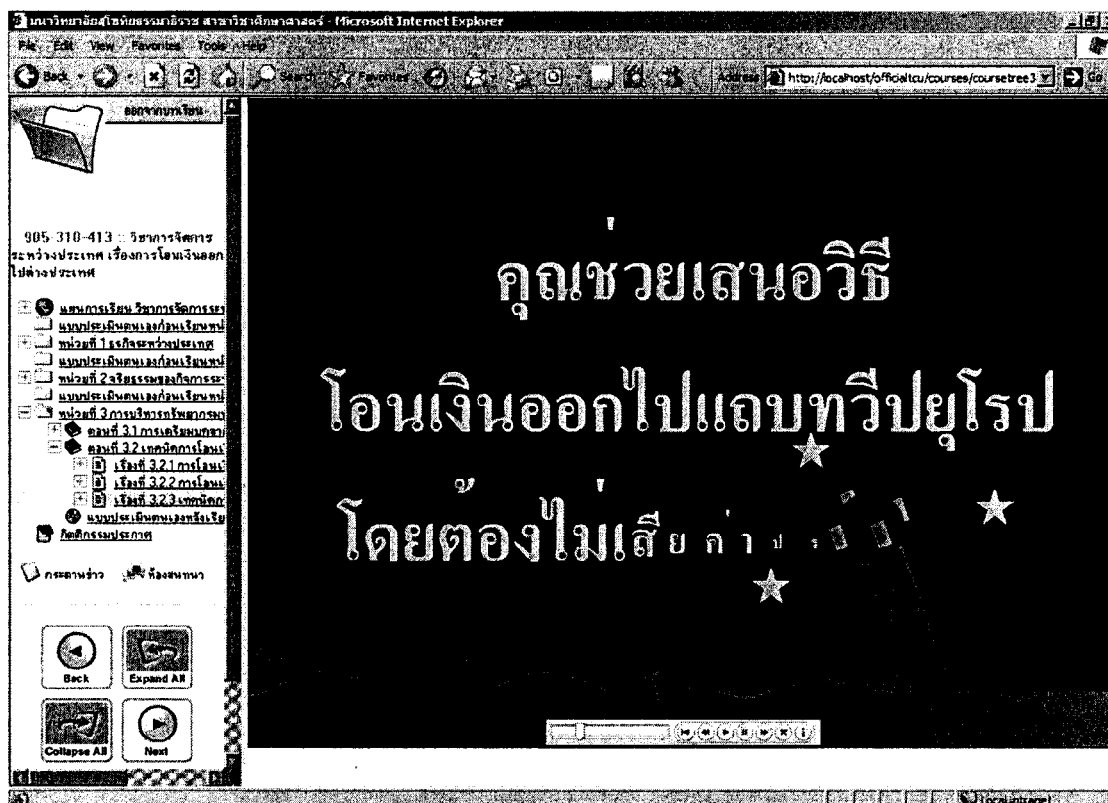 มหาวิทยาลัยสุโขทัยธรรมาธิราช สาขาวิชาศึกษาศาสตร์ - Microsoft Internet Explorer
File Edit View Favorites Tools Help
Back Search Favorites Address http://localhost/officialtcu/courses/coursetree3 Go
ออกจากบทเรียน
905-310-413 :: วิชาการจัดการ
ระหว่างประเทศ เรื่องการโอนเงินออก
ไปต่างประเทศ
แผนการเรียน วิชาการจัดการระ
แบบประเมินตนเองก่อนเรียนหน่
หน่วยที่ 1 ธุรกิจระหว่างประเทศ
แบบประเมินตนเองก่อนเรียนหน่
หน่วยที่ 2 จริยธรรมของกิจการระ
แบบประเมินตนเองก่อนเรียนหน่
หน่วยที่ 3 การบริหารทรัพยากรม
ตอนที่ 3.1 การเตรียมบุคลา
ตอนที่ 3.2 เทคนิคการโอนเ
เรื่องที่ 3.2.1 การโอนเ
เรื่องที่ 3.2.2 การโอนเ
เรื่องที่ 3.2.3 เทคนิคก
แบบประเมินตนเองหลังเรีย
กิตติกรรมประกาศ
กระดานข่าว ห้องสนทนา
Back Expand All
Collapse All Next
คุณช่วยเสนอวิธี
โอนเงินออกไปแถบทวีปยุโรป
โดยต้องไม่เสียค่าปร
Local intranet